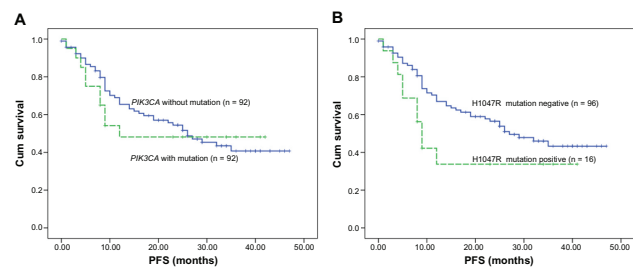 A
Cum survival
1.0
0.8
0.6
0.4
0.2
0.0
PIK3CA without mutation (n = 92)
PIK3CA with mutation (n = 92)
0.00 10.00 20.00 30.00 40.00 50.00
PFS (months)
B
Cum survival
1.0
0.8
0.6
0.4
0.2
0.0
H1047R mutation negative (n = 96)
H1047R mutation positive (n = 16)
0.00 10.00 20.00 30.00 40.00 50.00
PFS (months)